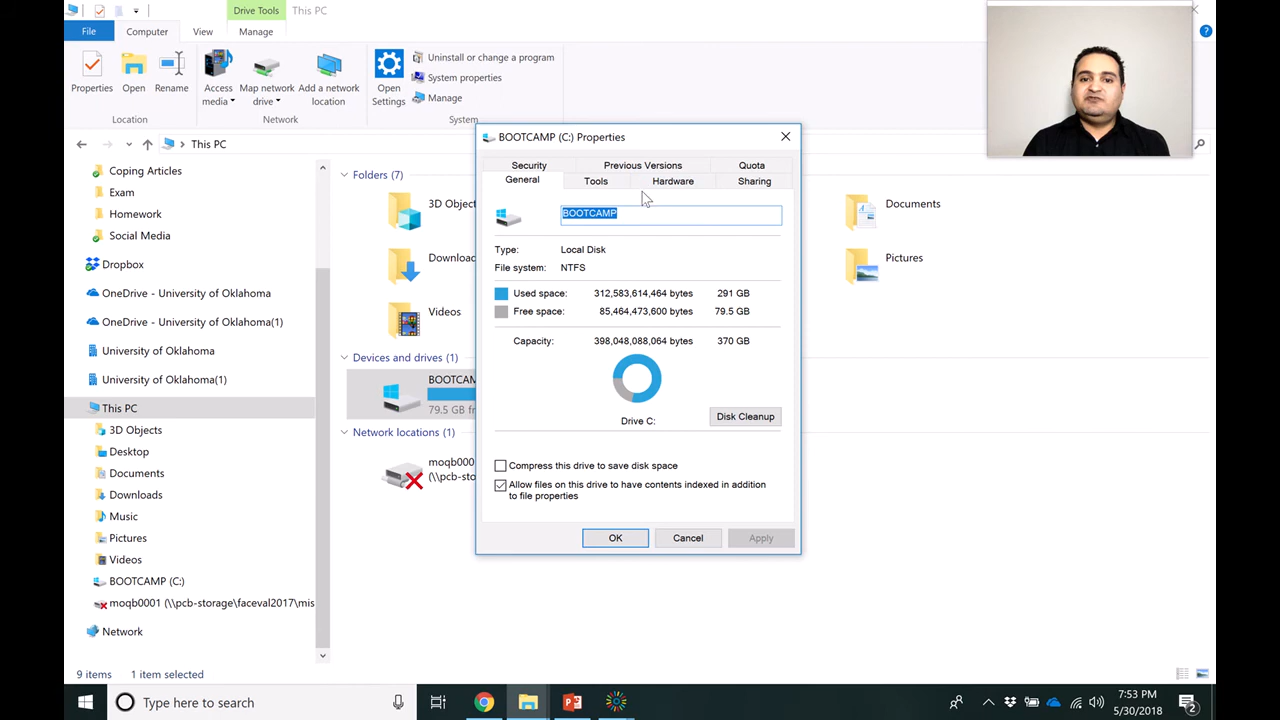 Drive Tools
This PC
File
Computer
View
Manage
Properties
Open
Rename
Access media
Map network drive
Add a network location
Open Settings
Uninstall or change a program
System properties
Manage
Location
Network
System
This PC
Coping Articles
Exam
Homework
Social Media
Dropbox
OneDrive - University of Oklahoma
OneDrive - University of Oklahoma(1)
University of Oklahoma
University of Oklahoma(1)
This PC
3D Objects
Desktop
Documents
Downloads
Music
Pictures
Videos
BOOTCAMP (C:)
moqb0001 (\\pcb-storage\faceval2017\mis
Network
Folders (7)
3D Objec
Downloa
Videos
Documents
Pictures
Devices and drives (1)
BOOTCAM
79.5 GB f
Network locations (1)
moqb000
(\\pcb-st
BOOTCAMP (C:) Properties
Security
Previous Versions
Quota
General
Tools
Hardware
Sharing
BOOTCAMP
Type: Local Disk
File system: NTFS
Used space: 312,583,614,464 bytes 291 GB
Free space: 85,464,473,600 bytes 79.5 GB
Capacity: 398,048,088,064 bytes 370 GB
Drive C:
Disk Cleanup
Compress this drive to save disk space
Allow files on this drive to have contents indexed in addition
to file properties
OK
Cancel
Apply
9 items
1 item selected
Type here to search
7:53 PM
5/30/2018
2